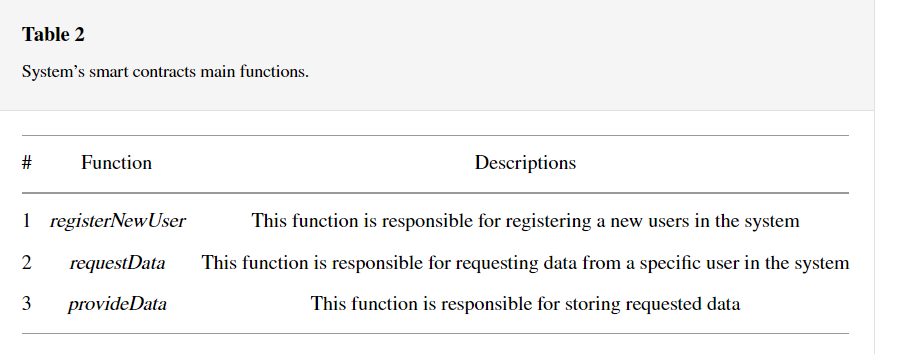 Table 2
System's smart contracts main functions.
# Function Descriptions
1 registerNewUser This function is responsible for registering a new users in the system
2 requestData This function is responsible for requesting data from a specific user in the system
3 provideData This function is responsible for storing requested data